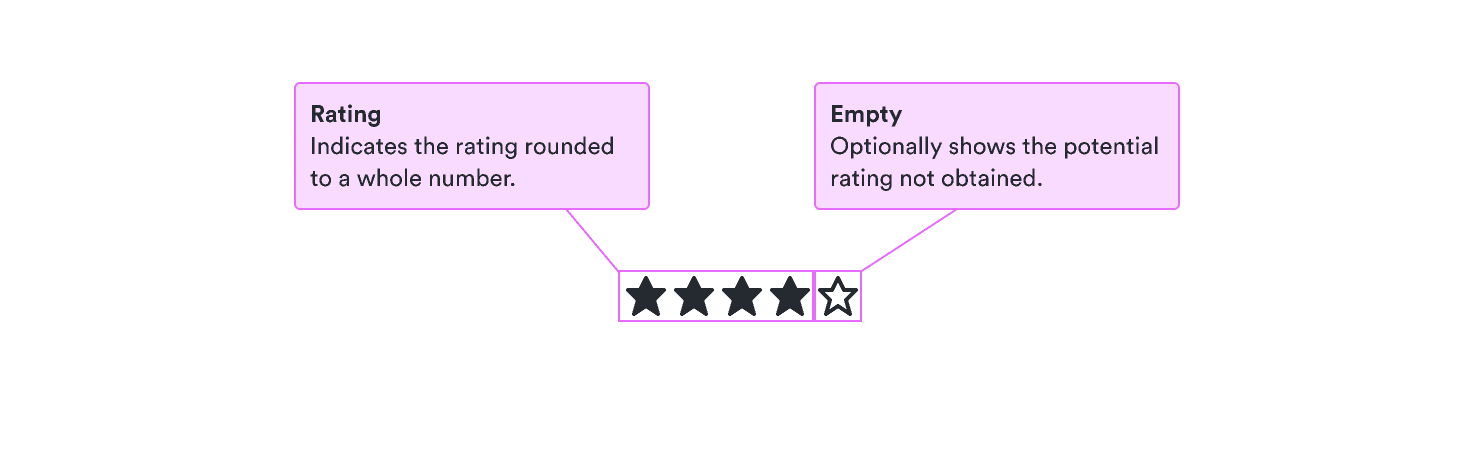 Rating
Indicates the rating rounded
to a whole number.
Empty
Optionally shows the potential
rating not obtained.